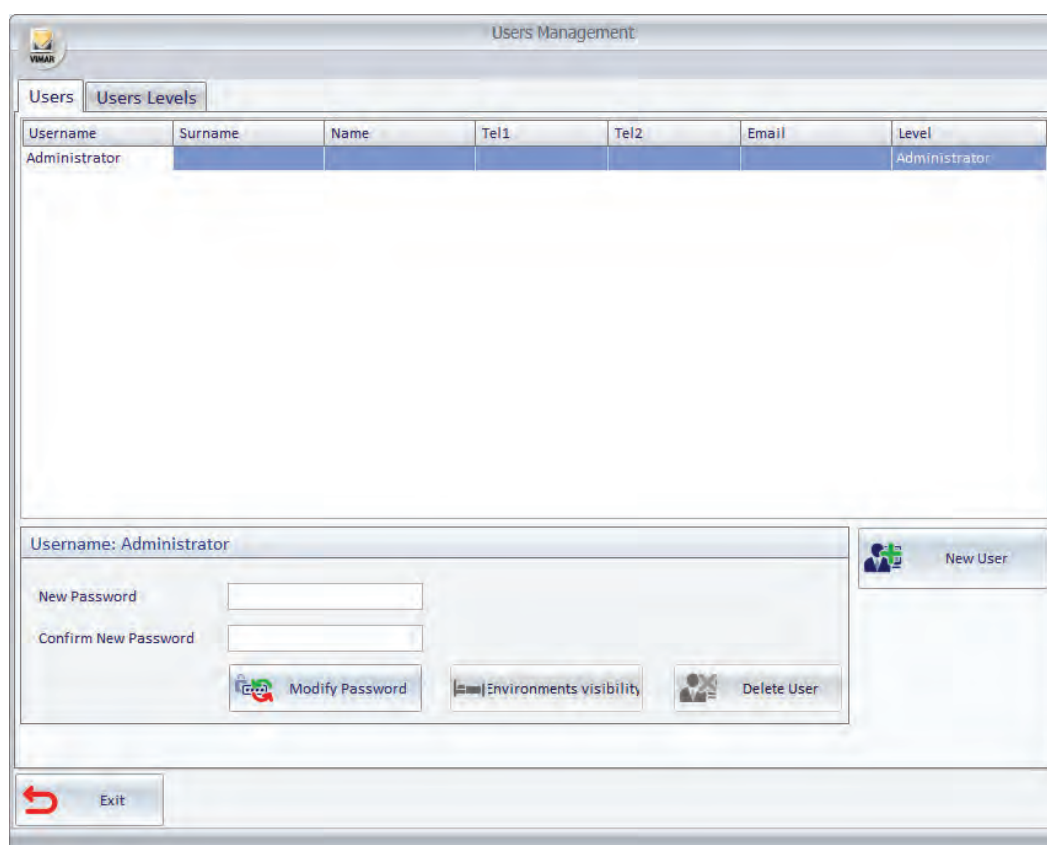 Users Management
VIMAR
Users Users Levels
Username Surname Name Tel1 Tel2 Email Level
Administrator Administrator
Username: Administrator
New User
New Password
Confirm New Password
Modify Password Environments visibility Delete User
Exit